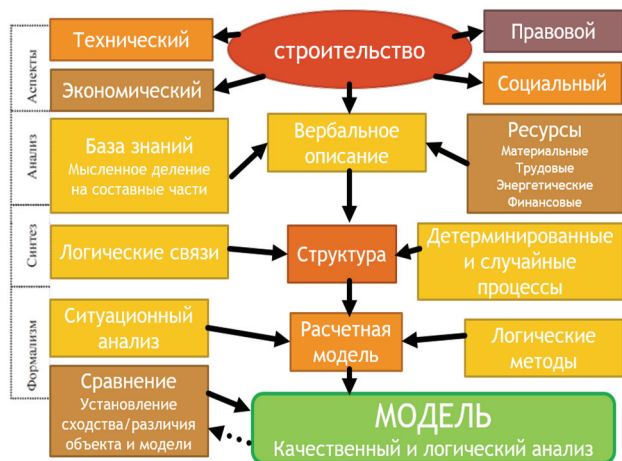 Аспекты
Технический
строительство
Правовой
Экономический
Социальный
Анализ
База знаний
Мысленное деление
на составные части
Вербальное
описание
Ресурсы
Материальные
Трудовые
Энергетические
Финансовые
Синтез
Логические связи
Структура
Детерминированные
и случайные
процессы
Формализм
Ситуационный
анализ
Расчетная
модель
Логические
методы
Сравнение
Установление
сходства/различия
объекта и модели
МОДЕЛЬ
Качественный и логический анализ